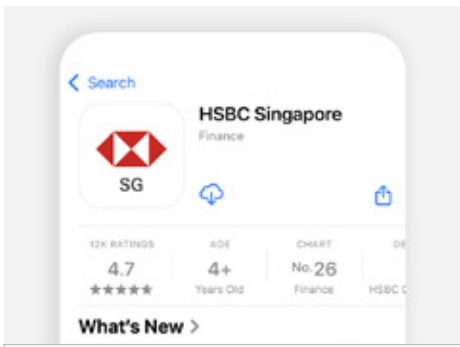 Search
HSBC Singapore
Finance
SG
12K RATINGS
AGE
CHART
4.7
4+
No.26
Years Old
Finance
HSBC
What's New